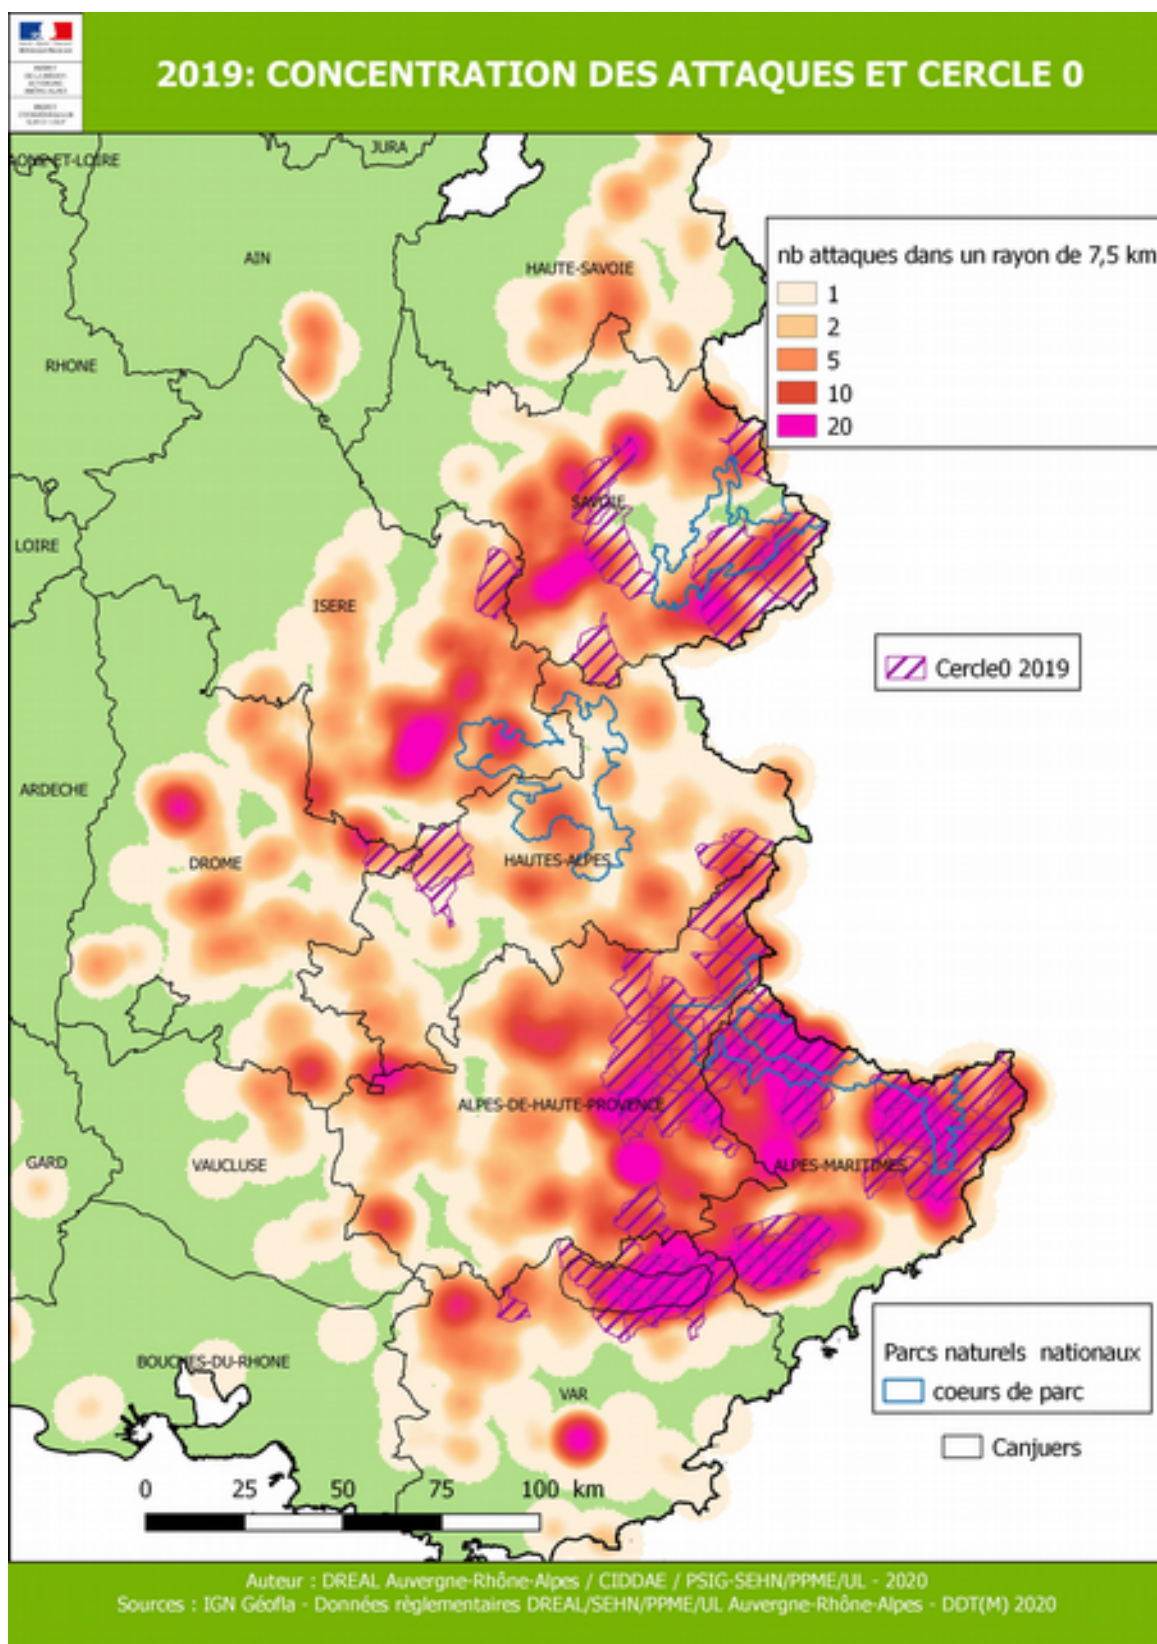 2019: CONCENTRATION DES ATTAQUES ET CERCLE 0
JURA
AONE-ET-LOIRE
AIN
HAUTE-SAVOIE
nb attaques dans un rayon de 7,5 km
1
2
5
10
20
RHONE
SAVOIE
LOIRE
ISERE
Cercle0 2019
ARDECHE
DROME
HAUTES-ALPES
ALPES-DE-HAUTE-PROVENCE
GARD
VAUCLUSE
ALPES-MARITIMES
BOUCHES-DU-RHONE
Parcs naturels nationaux
coeurs de parc
VAR
Canjuers
0 25 50 75 100 km
Auteur : DREAL Auvergne-Rhône-Alpes / CIDDAE / PSIG-SEHN/PPME/UL - 2020
Sources : IGN Géofla - Données règlementaires DREAL/SEHN/PPME/UL Auvergne-Rhône-Alpes - DDT(M) 2020